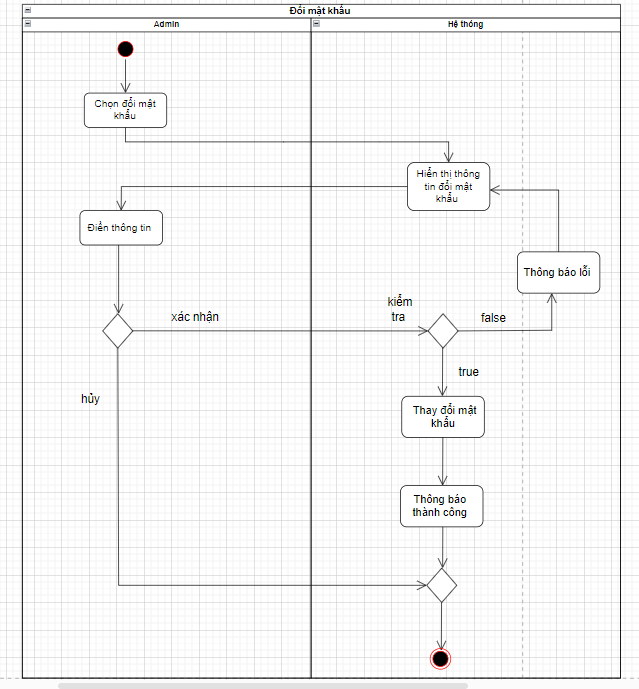 Đổi mật khẩu
Admin
Hệ thống
Chọn đổi mật
khẩu
Hiển thị thông
tin đổi mật
khẩu
Điền thông tin
Thông báo lỗi
xác nhận
kiểm
tra
false
true
hủy
Thay đổi mật
khẩu
Thông báo
thành công